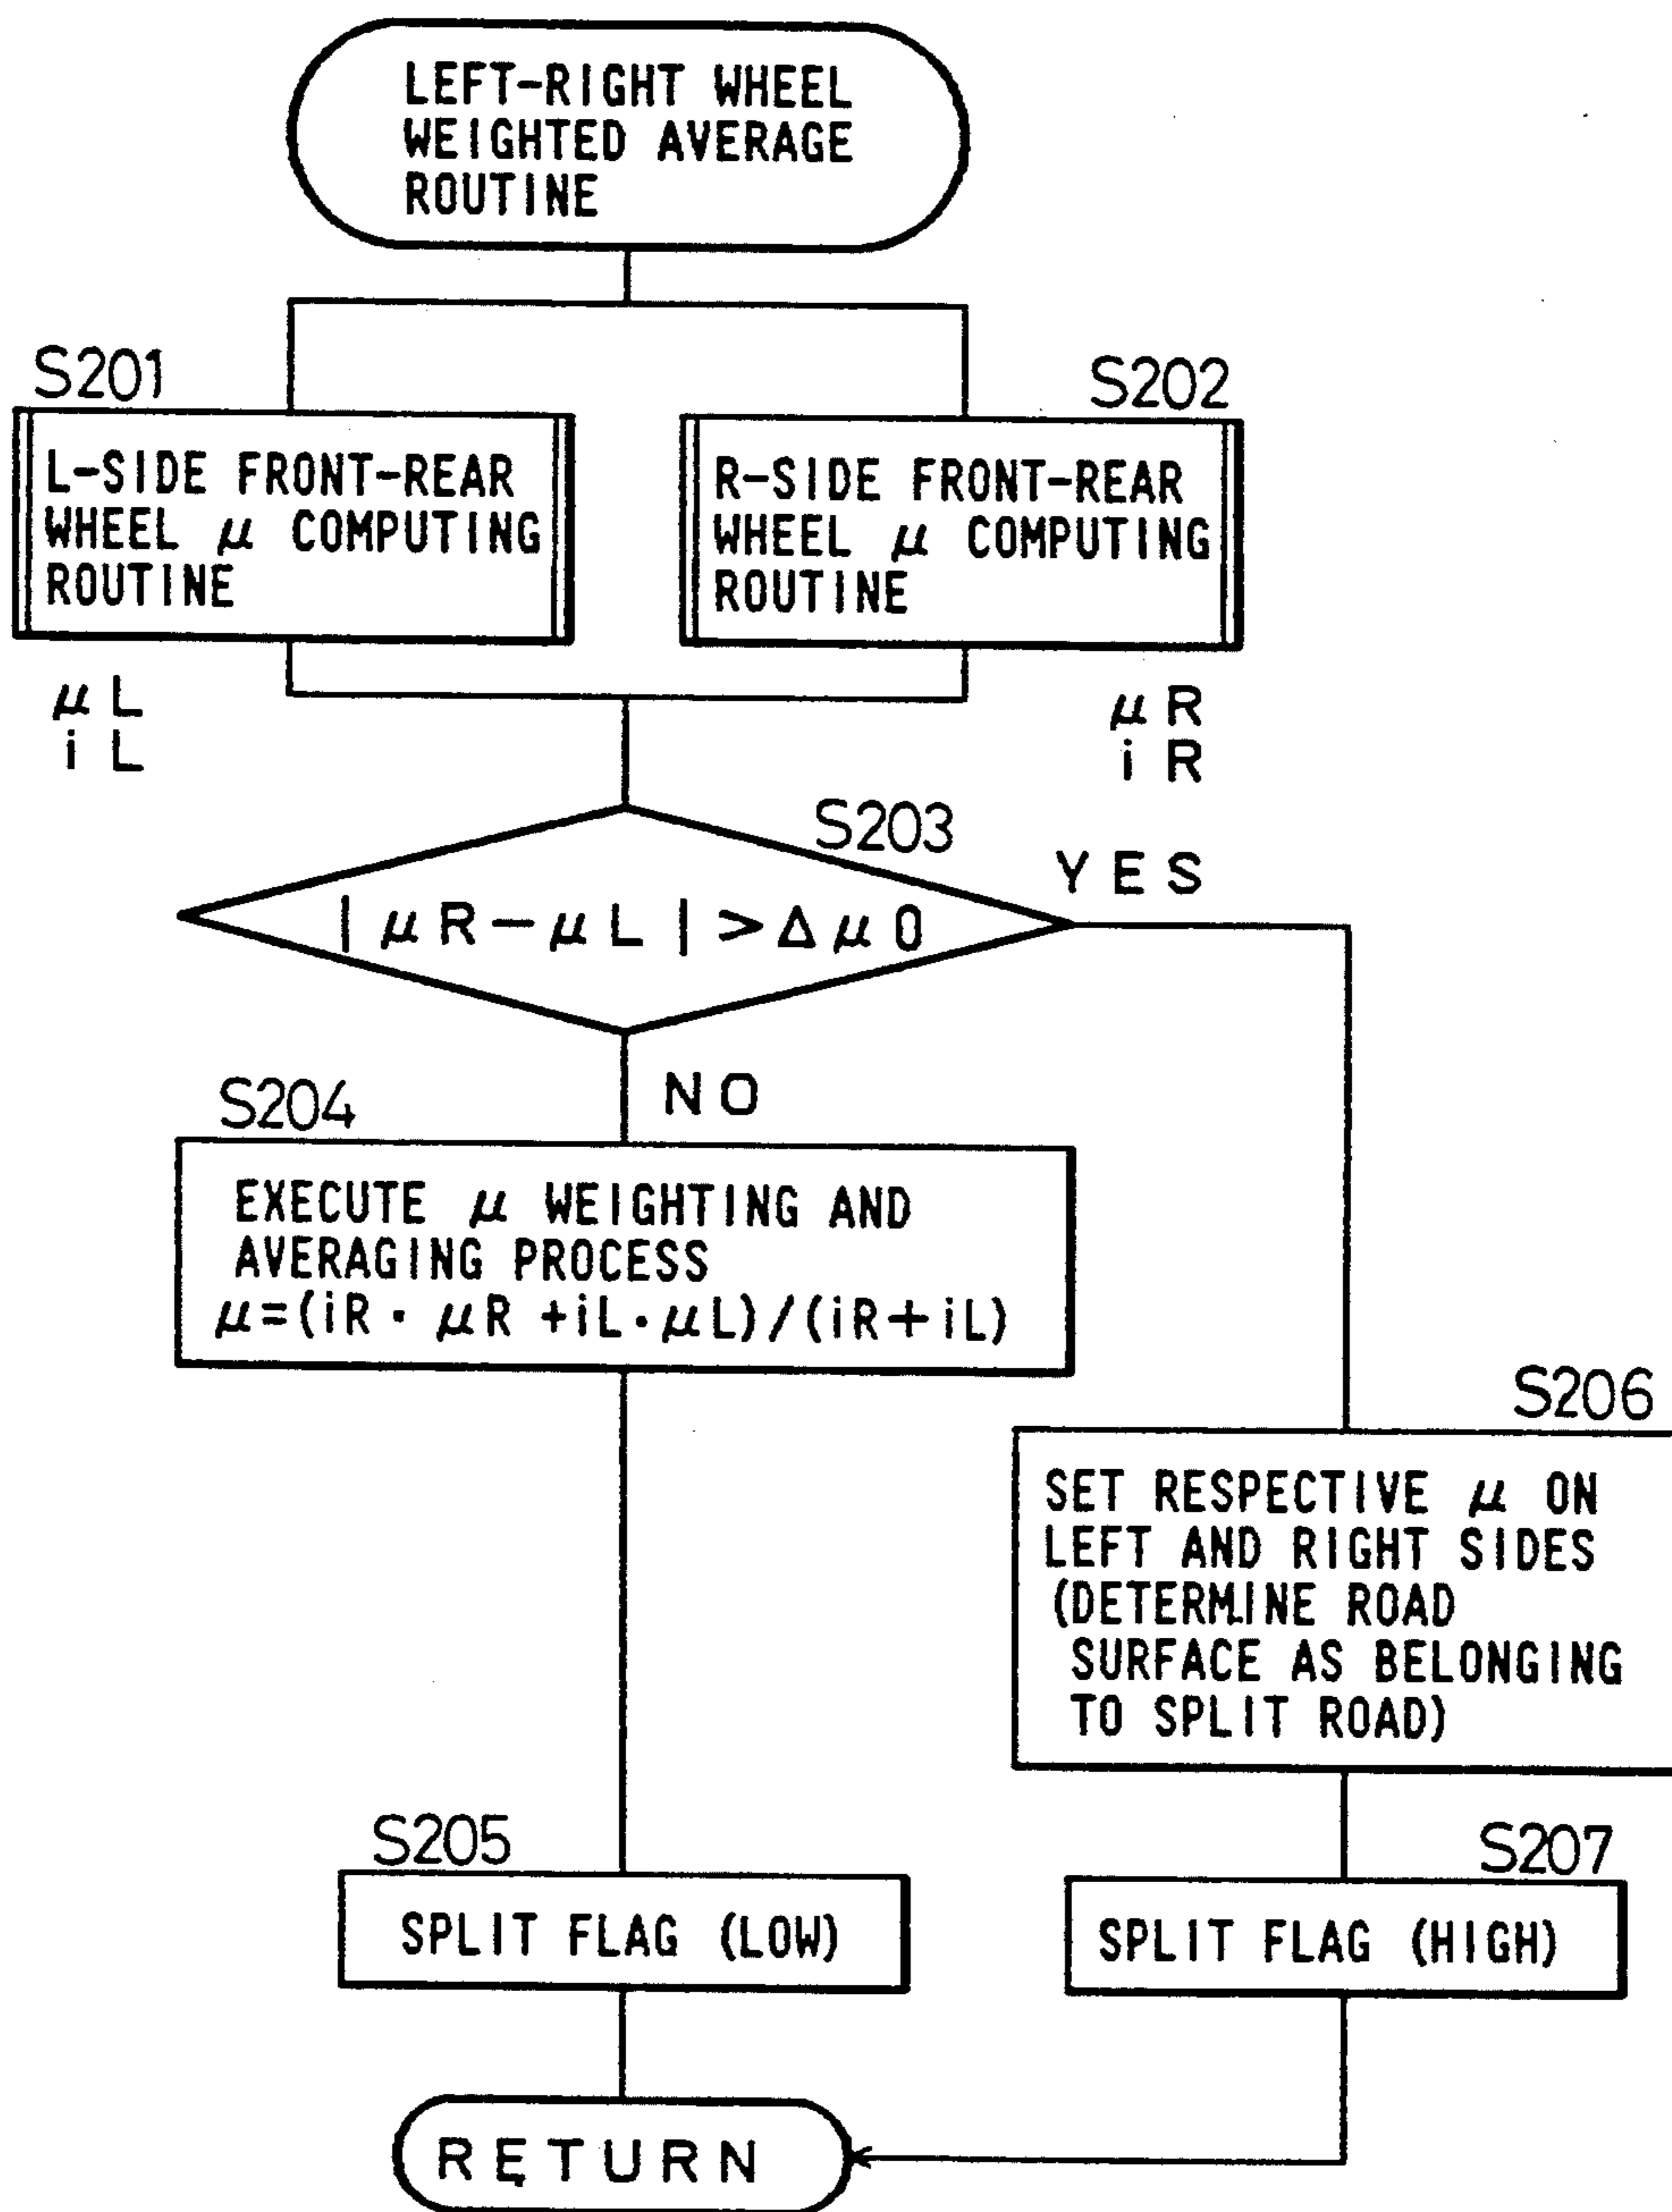 LEFT-RIGHT WHEEL
WEIGHTED AVERAGE
ROUTINE
S201
L-SIDE FRONT-REAR
WHEEL μ COMPUTING
ROUTINE
S202
R-SIDE FRONT-REAR
WHEEL μ COMPUTING
ROUTINE
μL
iL
μR
iR
S203
|μR-μL|>Δμ0
YES
NO
S204
EXECUTE μ WEIGHTING AND
AVERAGING PROCESS
μ=(iR・μR+iL・μL)/(iR+iL)
S206
SET RESPECTIVE μ ON
LEFT AND RIGHT SIDES
(DETERMINE ROAD
SURFACE AS BELONGING
TO SPLIT ROAD)
S205
SPLIT FLAG (LOW)
S207
SPLIT FLAG (HIGH)
RETURN